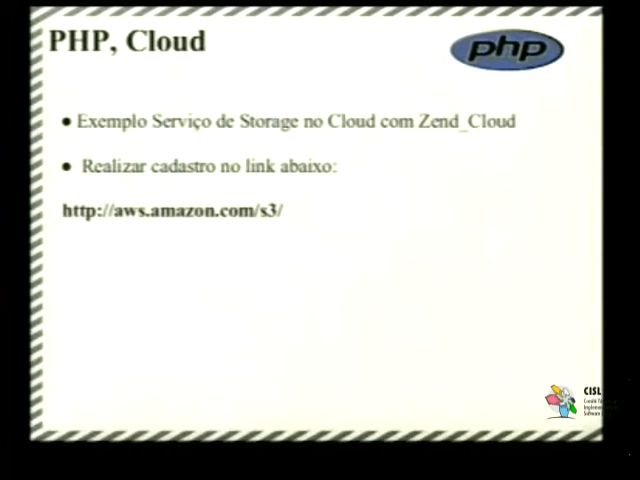 PHP, Cloud
php
● Exemplo Serviço de Storage no Cloud com Zend_Cloud
● Realizar cadastro no link abaixo:
http://aws.amazon.com/s3/
CISL
Software